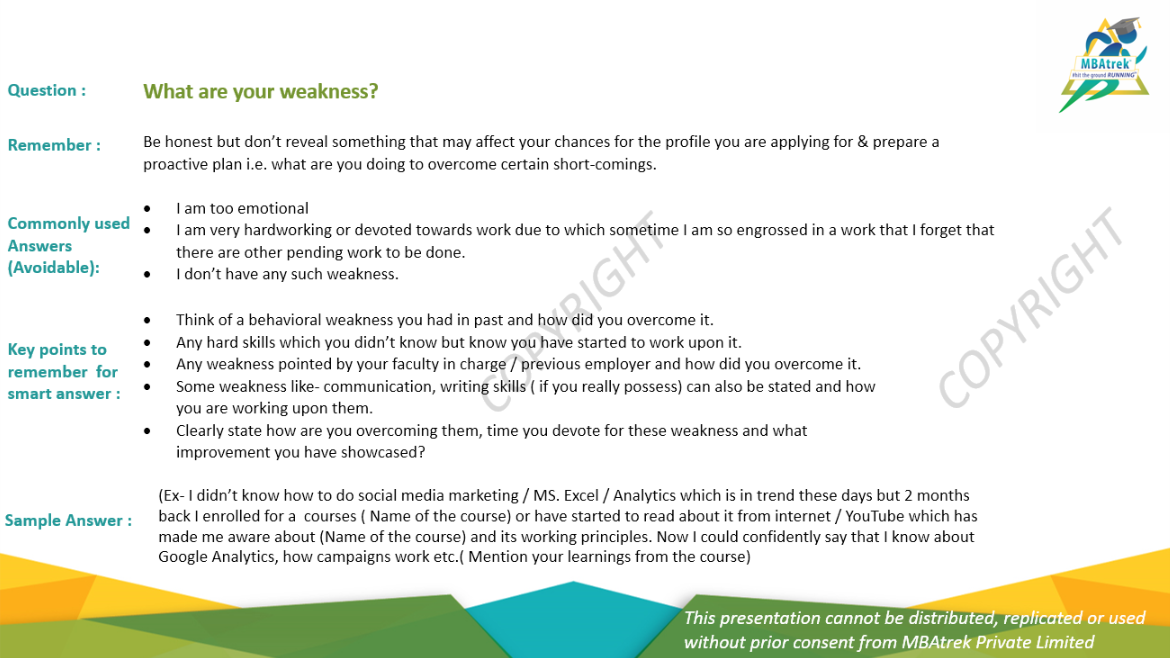 MBAtrek
Hit the ground RUNNING
Question :
What are your weakness?
Remember :
Be honest but don’t reveal something that may affect your chances for the profile you are applying for & prepare a
proactive plan i.e. what are you doing to overcome certain short-comings.
Commonly used
Answers
(Avoidable):
• I am too emotional
• I am very hardworking or devoted towards work due to which sometime I am so engrossed in a work that I forget that
there are other pending work to be done.
• I don’t have any such weakness.
Key points to
remember for
smart answer :
• Think of a behavioral weakness you had in past and how did you overcome it.
• Any hard skills which you didn’t know but know you have started to work upon it.
• Any weakness pointed by your faculty in charge / previous employer and how did you overcome it.
• Some weakness like- communication, writing skills ( if you really possess) can also be stated and how
you are working upon them.
• Clearly state how are you overcoming them, time you devote for these weakness and what
improvement you have showcased?
COPYRIGHT
COPYRIGHT
Sample Answer :
(Ex- I didn’t know how to do social media marketing / MS. Excel / Analytics which is in trend these days but 2 months
back I enrolled for a courses ( Name of the course) or have started to read about it from internet / YouTube which has
made me aware about (Name of the course) and its working principles. Now I could confidently say that I know about
Google Analytics, how campaigns work etc.( Mention your learnings from the course)
This presentation cannot be distributed, replicated or used
without prior consent from MBAtrek Private Limited